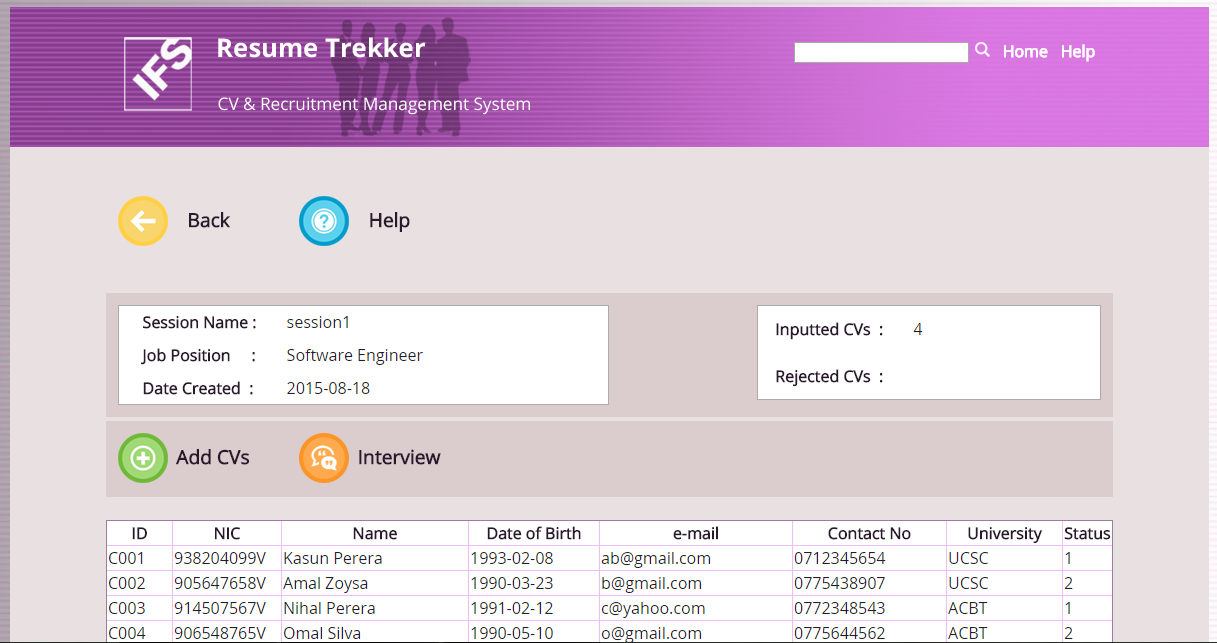 IFS
Resume Trekker
CV & Recruitment Management System
Home Help
Back Help
Session Name : session1
Job Position : Software Engineer
Date Created : 2015-08-18
Inputted CVs : 4
Rejected CVs :
Add CVs Interview
ID NIC Name Date of Birth e-mail Contact No University Status
C001 938204099V Kasun Perera 1993-02-08 ab@gmail.com 0712345654 UCSC 1
C002 905647658V Amal Zoysa 1990-03-23 b@gmail.com 0775438907 UCSC 2
C003 914507567V Nihal Perera 1991-02-12 c@yahoo.com 0772348543 ACBT 1
C004 906548765V Omal Silva 1990-05-10 o@gmail.com 0775644562 ACBT 2